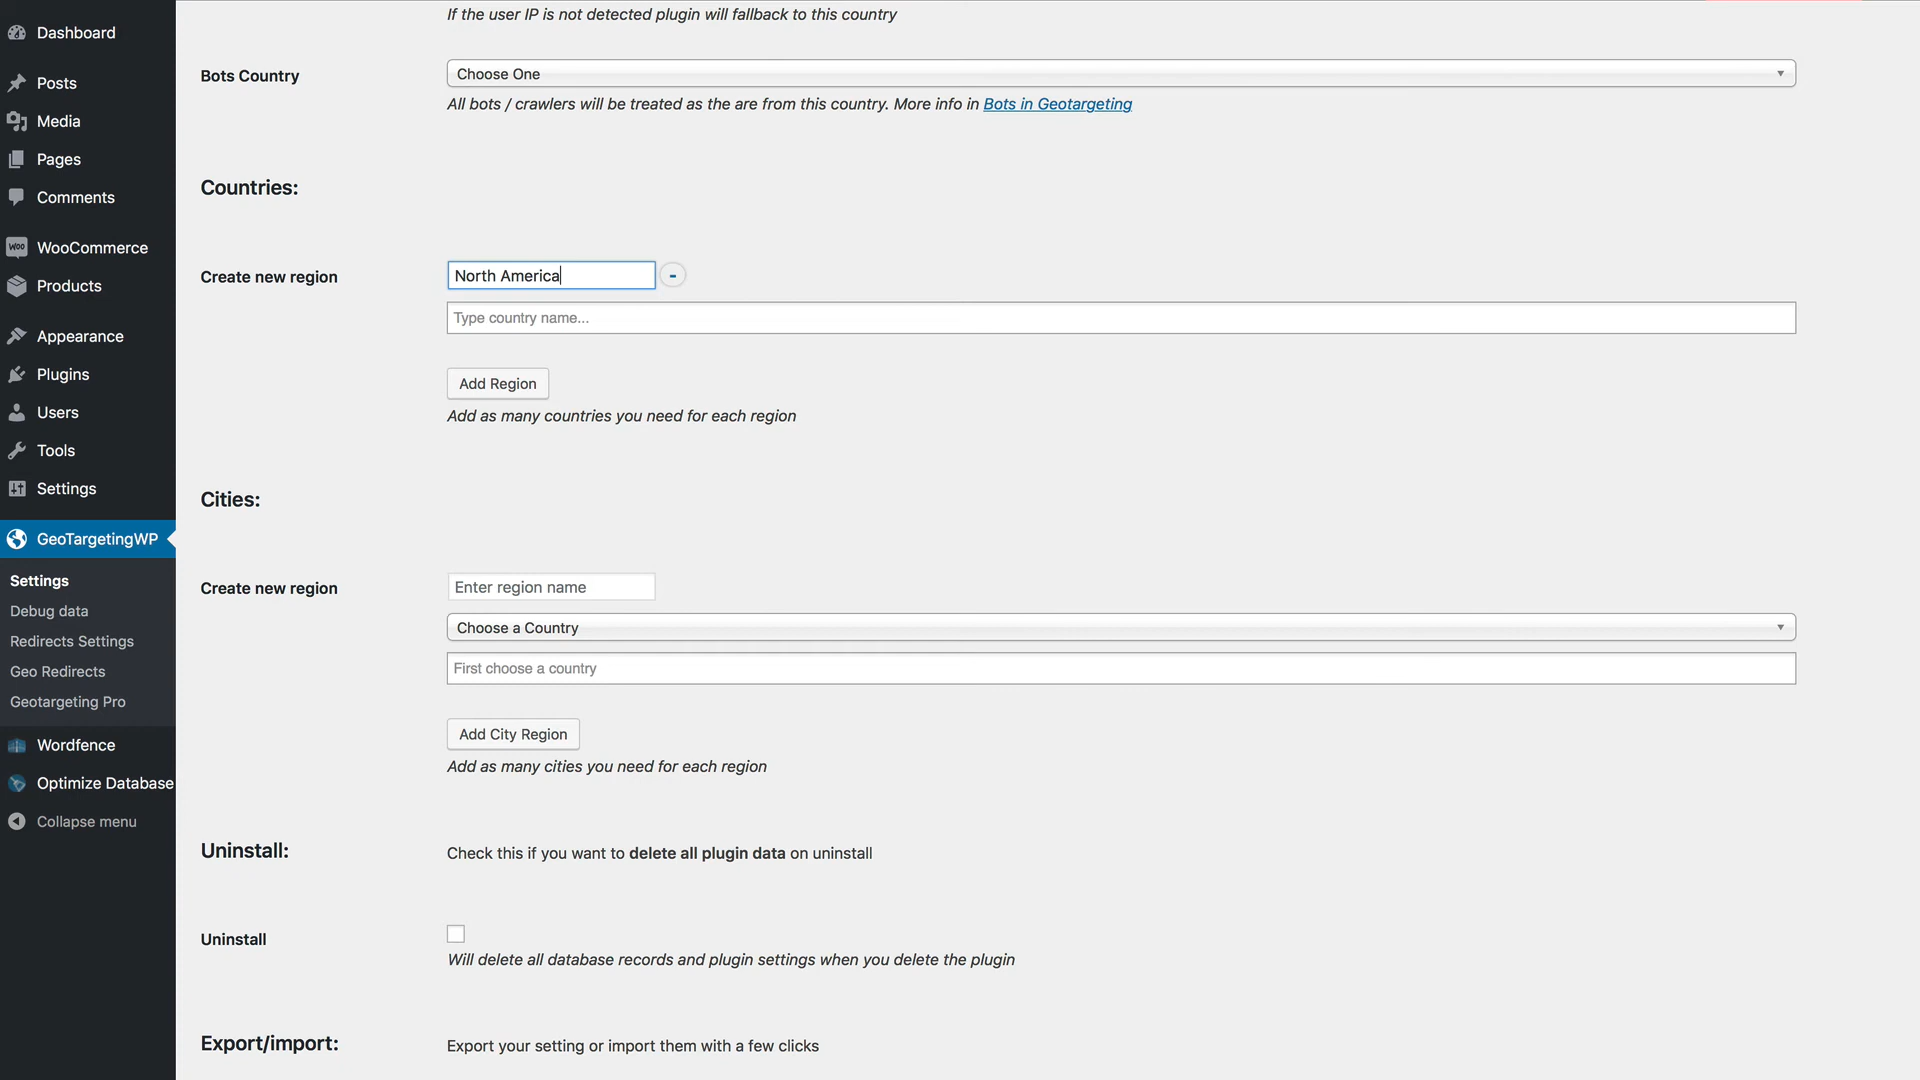 Dashboard
Posts
Media
Pages
Comments
WooCommerce
Products
Appearance
Plugins
Users
Tools
Settings
GeoTargetingWP
Settings
Debug data
Redirects Settings
Geo Redirects
Geotargeting Pro
Wordfence
Optimize Database
Collapse menu
If the user IP is not detected plugin will fallback to this country
Bots Country
Choose One
All bots / crawlers will be treated as the are from this country. More info in Bots in Geotargeting
Countries:
Create new region
North America
-
Type country name...
Add Region
Add as many countries you need for each region
Cities:
Create new region
Enter region name
Choose a Country
First choose a country
Add City Region
Add as many cities you need for each region
Uninstall:
Check this if you want to delete all plugin data on uninstall
Uninstall
Will delete all database records and plugin settings when you delete the plugin
Export/import:
Export your setting or import them with a few clicks